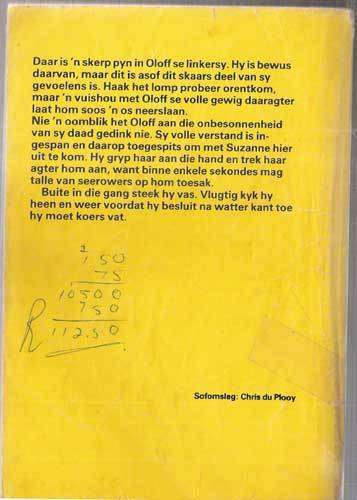 Daar is 'n skerp pyn in Oloff se linkersy. Hy is bewus
daarvan, maar dit is asof dit skaars deel van sy
gevoelens is. Haak het lomp probeer orentkom,
maar 'n vuishou met Oloff se volle gewig daaragter
laat hom soos 'n os neerslaan.
Nie 'n oomblik het Oloff aan die onbesonnenheid
van sy daad gedink nie. Sy volle verstand is in-
gespan en daarop toegespits om met Suzanne hier
uit te kom. Hy gryp haar aan die hand en trek haar
agter hom aan, want binne enkele sekondes mag
talle van seerowers op hom toesak.
Buite in die gang steek hy vas. Vlugtig kyk hy
heen en weer voordat hy besluit na watter kant toe
hy moet koers vat.
1
150
75
10500
750
R 112.50
Sofomslag: Chris du Plooy